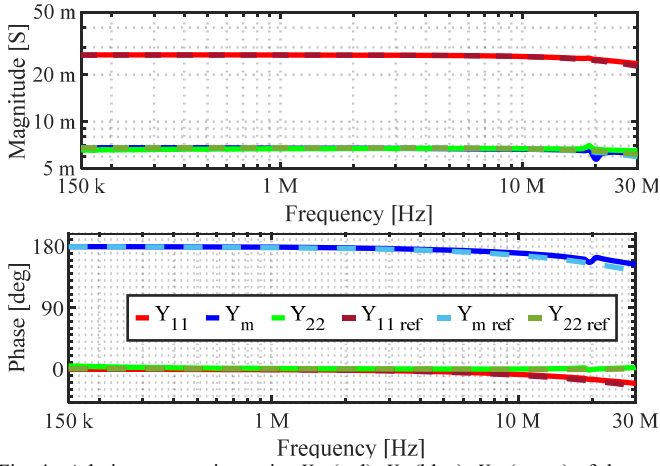 Magnitude [S]
50 m
20 m
10 m
5 m
150 k
1 M
10 M
30 M
Frequency [Hz]
Phase [deg]
180
90
0
Y11 Ym Y22 Y11 ref Ym ref Y22 ref
150 k
1 M
10 M
30 M
Frequency [Hz]